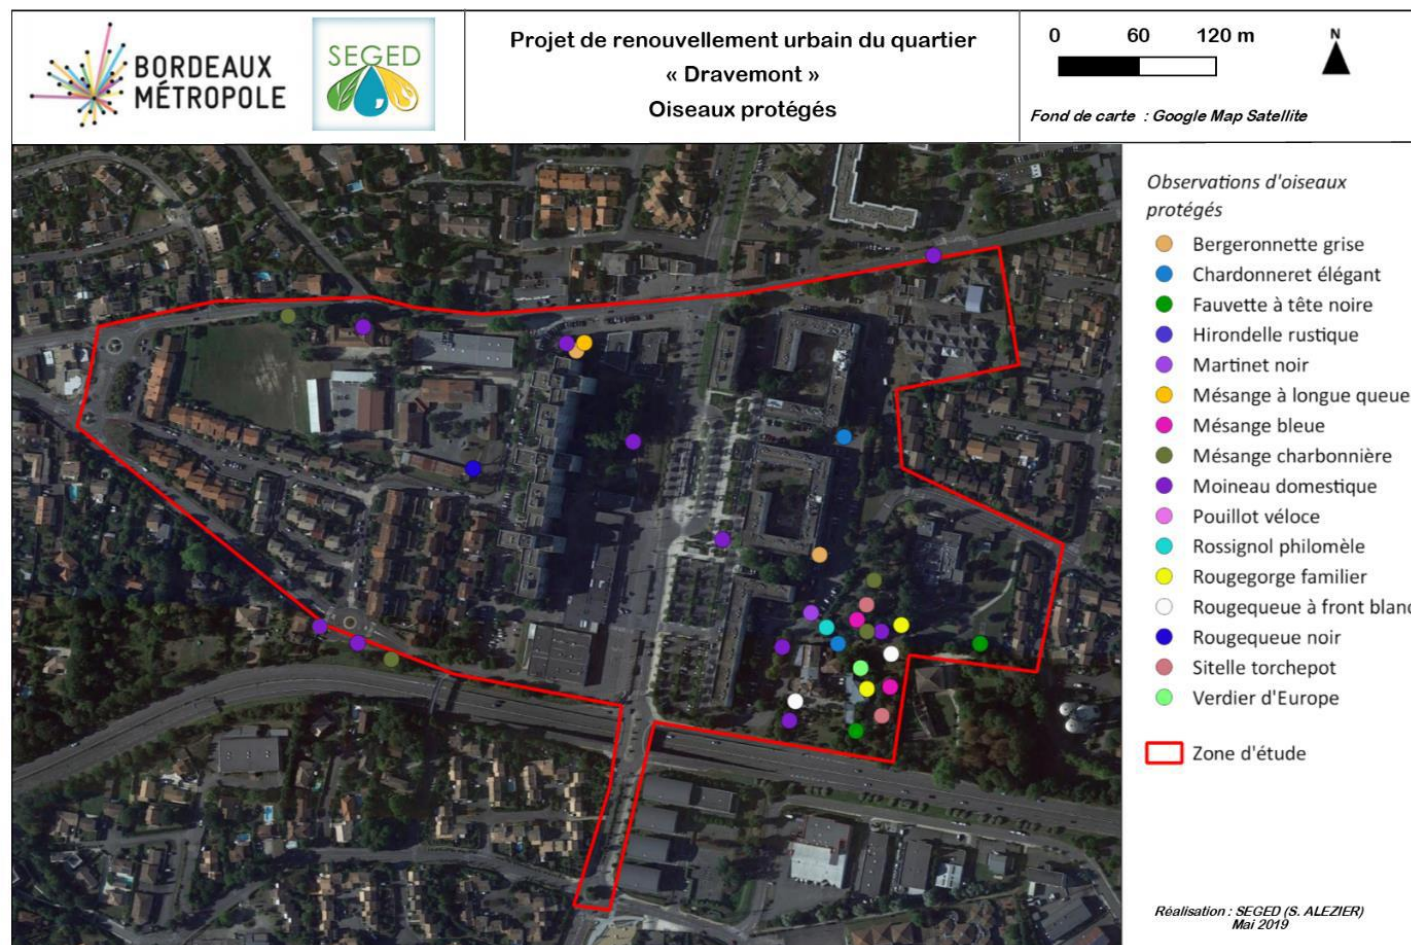 BORDEAUX
MÉTROPOLE
SEGED
Projet de renouvellement urbain du quartier
« Dravemont »
Oiseaux protégés
0 60 120 m
N
Fond de carte : Google Map Satellite
Observations d'oiseaux
protégés
Bergeronnette grise
Chardonneret élégant
Fauvette à tête noire
Hirondelle rustique
Martinet noir
Mésange à longue queue
Mésange bleue
Mésange charbonnière
Moineau domestique
Pouillot véloce
Rossignol philomèle
Rougegorge familier
Rougequeue à front blanc
Rougequeue noir
Sitelle torchepot
Verdier d'Europe
Zone d'étude
Réalisation : SEGED (S. ALEZIER)
Mai 2019